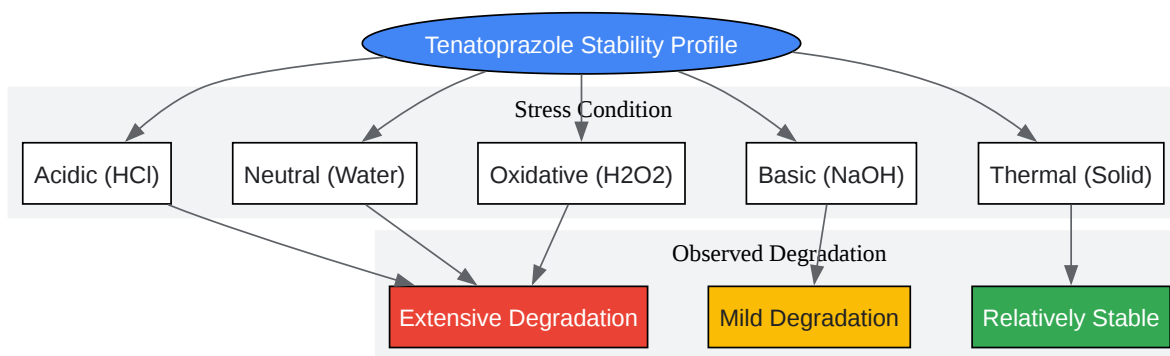 Tenatoprazole Stability Profile
Stress Condition
Acidic (HCl)
Neutral (Water)
Oxidative (H2O2)
Basic (NaOH)
Thermal (Solid)
Observed Degradation
Extensive Degradation
Mild Degradation
Relatively Stable